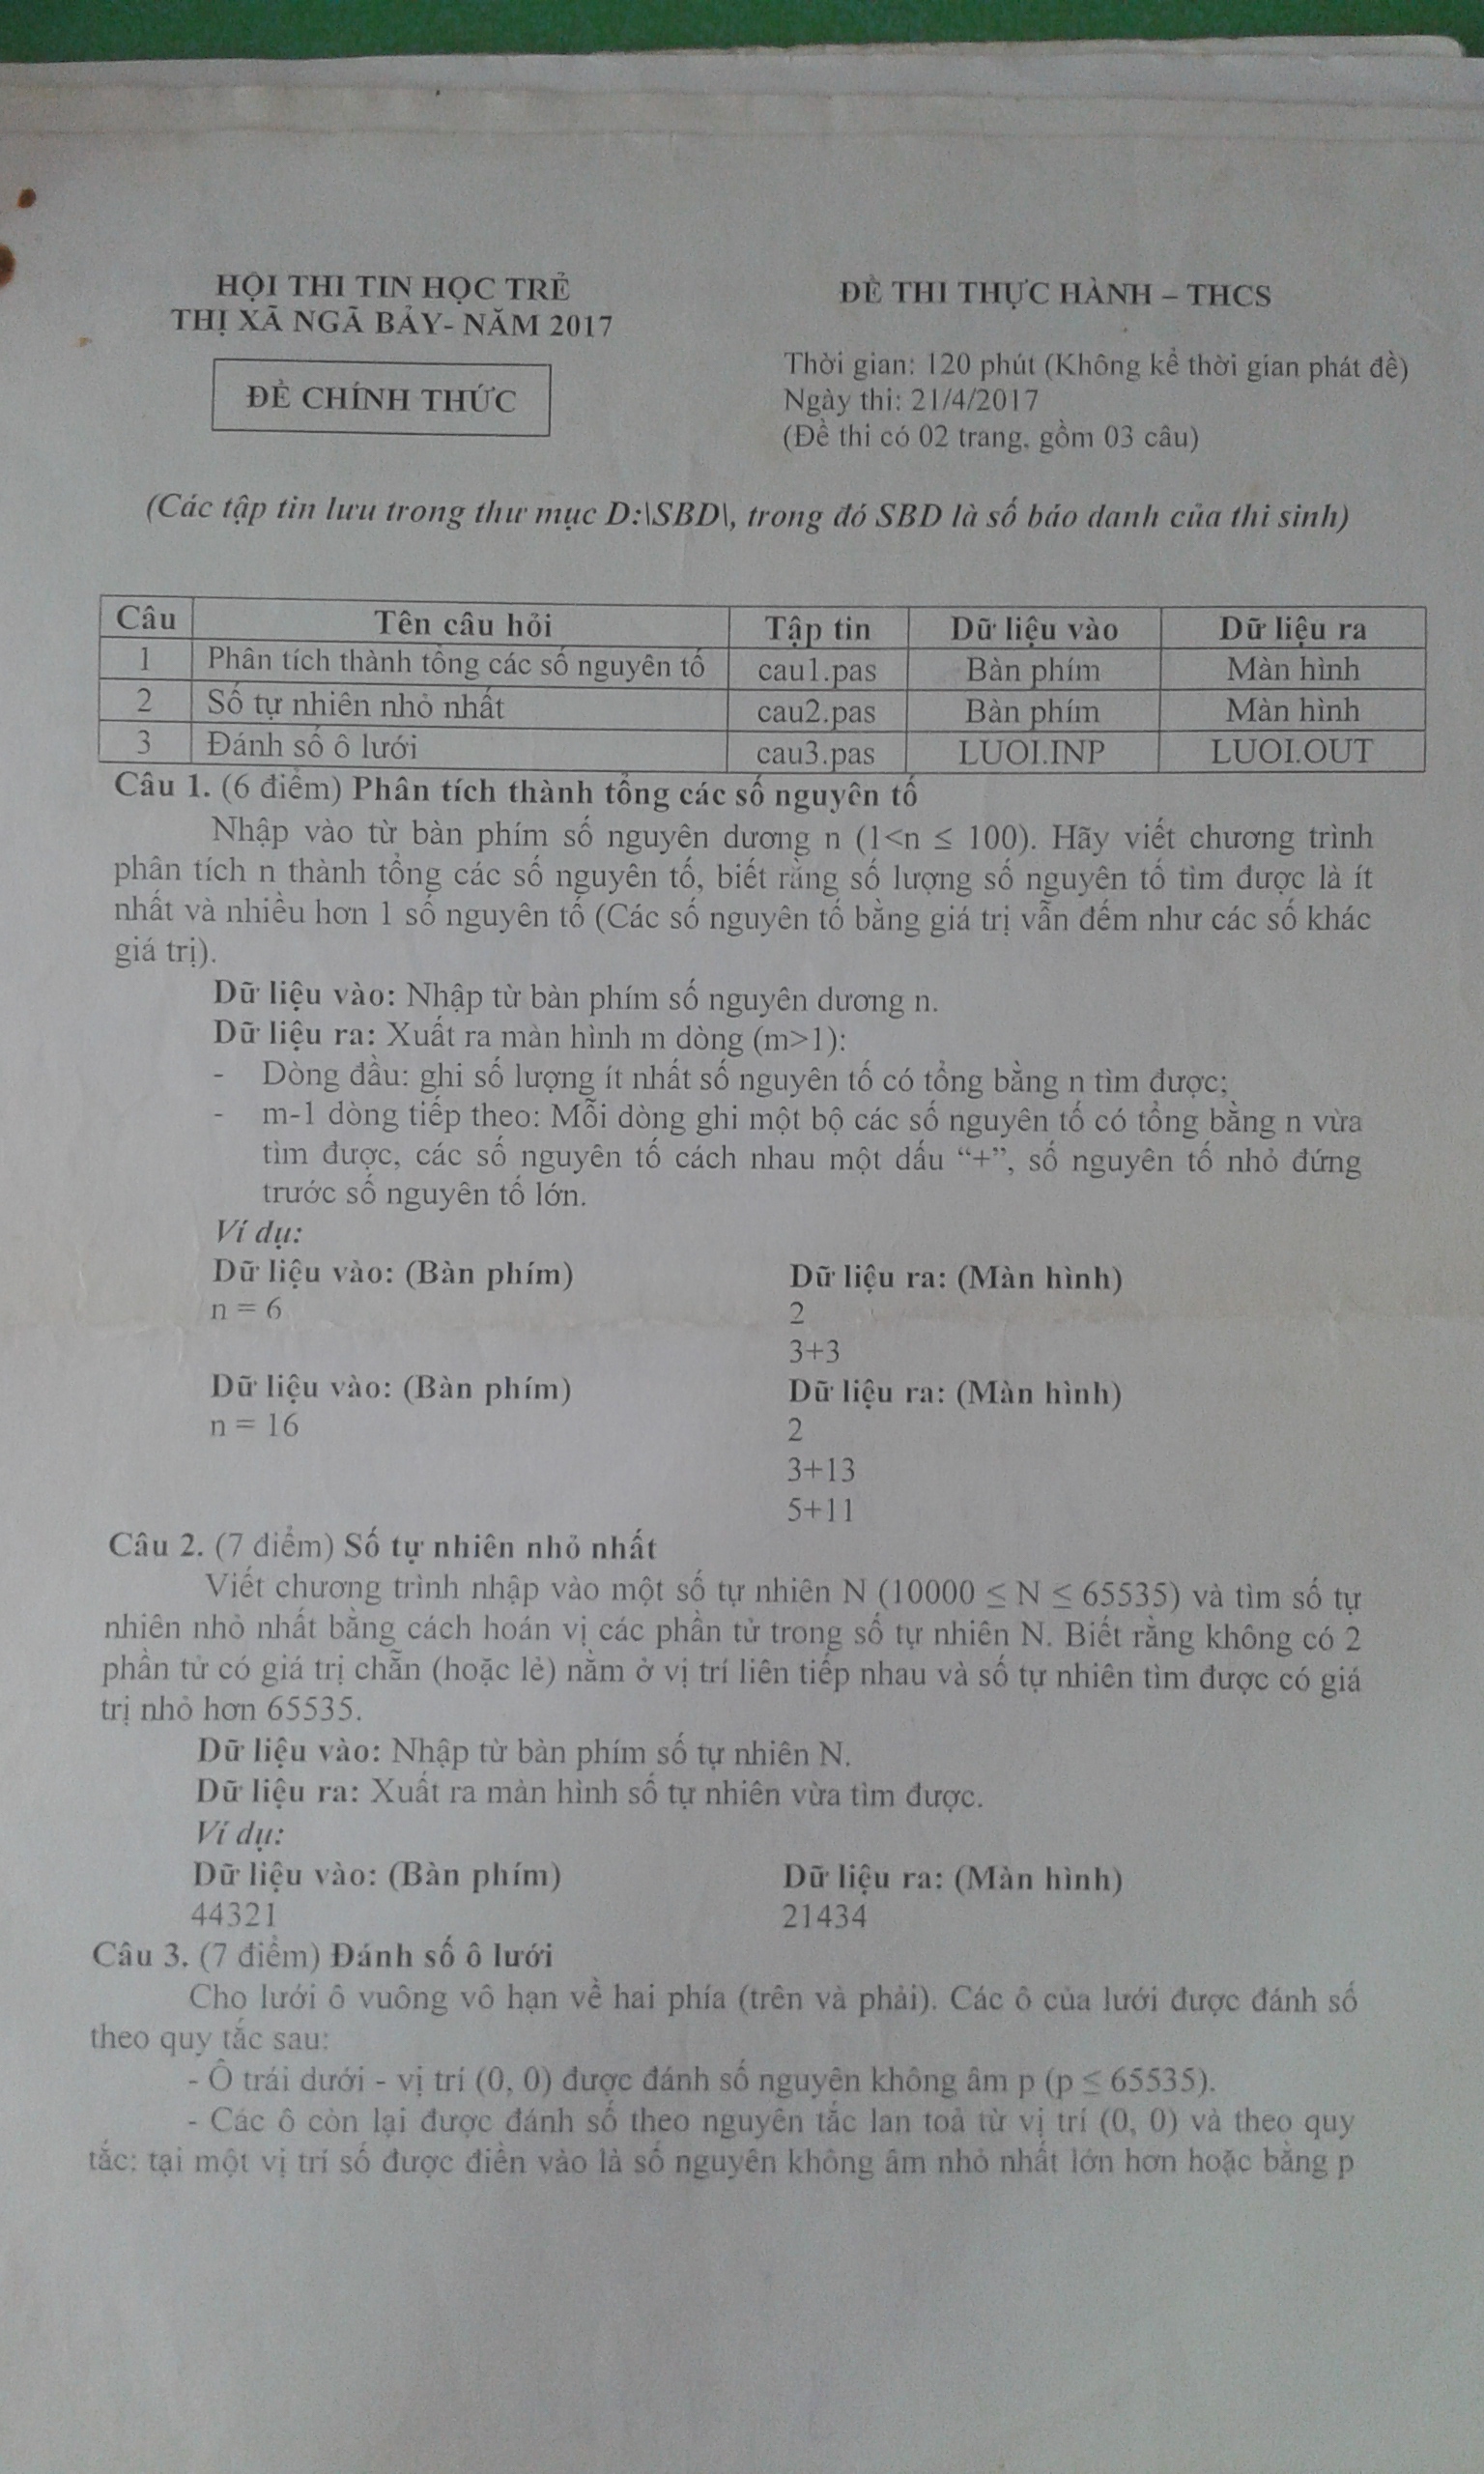 HỘI THI TIN HỌC TRẺ
THỊ XÃ NGÃ BẢY- NĂM 2017
ĐỀ CHÍNH THỨC
ĐỀ THI THỰC HÀNH – THCS
Thời gian: 120 phút (Không kể thời gian phát đề)
Ngày thi: 21/4/2017
(Đề thi có 02 trang, gồm 03 câu)
(Các tập tin lưu trong thư mục D:\SBD\, trong đó SBD là số báo danh của thi sinh)
Câu Tên câu hỏi Tập tin Dữ liệu vào Dữ liệu ra
1 Phân tích thành tổng các số nguyên tố cau1.pas Bàn phím Màn hình
2 Số tự nhiên nhỏ nhất cau2.pas Bàn phím Màn hình
3 Đánh số ô lưới cau3.pas LUOI.INP LUOI.OUT
Câu 1. (6 điểm) Phân tích thành tổng các số nguyên tố
Nhập vào từ bàn phím số nguyên dương n (1<n ≤ 100). Hãy viết chương trình
phân tích n thành tổng các số nguyên tố, biết rằng số lượng số nguyên tố tìm được là ít
nhất và nhiều hơn 1 số nguyên tố (Các số nguyên tố bằng giá trị vẫn đếm như các số khác
giá trị).
Dữ liệu vào: Nhập từ bàn phím số nguyên dương n.
Dữ liệu ra: Xuất ra màn hình m dòng (m>1):
- Dòng đầu: ghi số lượng ít nhất số nguyên tố có tổng bằng n tìm được;
- m-1 dòng tiếp theo: Mỗi dòng ghi một bộ các số nguyên tố có tổng bằng n vừa
tìm được, các số nguyên tố cách nhau một dấu “+”, số nguyên tố nhỏ đứng
trước số nguyên tố lớn.
Ví dụ:
Dữ liệu vào: (Bàn phím) Dữ liệu ra: (Màn hình)
n = 6 2
3+3
Dữ liệu vào: (Bàn phím) Dữ liệu ra: (Màn hình)
n = 16 2
3+13
5+11
Câu 2. (7 điểm) Số tự nhiên nhỏ nhất
Viết chương trình nhập vào một số tự nhiên N (10000 ≤ N ≤ 65535) và tìm số tự
nhiên nhỏ nhất bằng cách hoán vị các phần tử trong số tự nhiên N. Biết rằng không có 2
phần tử có giá trị chẵn (hoặc lẻ) nằm ở vị trí liên tiếp nhau và số tự nhiên tìm được có giá
trị nhỏ hơn 65535.
Dữ liệu vào: Nhập từ bàn phím số tự nhiên N.
Dữ liệu ra: Xuất ra màn hình số tự nhiên vừa tìm được.
Ví dụ:
Dữ liệu vào: (Bàn phím) Dữ liệu ra: (Màn hình)
44321 21434
Câu 3. (7 điểm) Đánh số ô lưới
Cho lưới ô vuông vô hạn về hai phía (trên và phải). Các ô của lưới được đánh số
theo quy tắc sau:
- Ô trái dưới - vị trí (0, 0) được đánh số nguyên không âm p (p ≤ 65535).
- Các ô còn lại được đánh số theo nguyên tắc lan toả từ vị trí (0, 0) và theo quy
tắc: tại một vị trí số được điền vào là số nguyên không âm nhỏ nhất lớn hơn hoặc bằng p